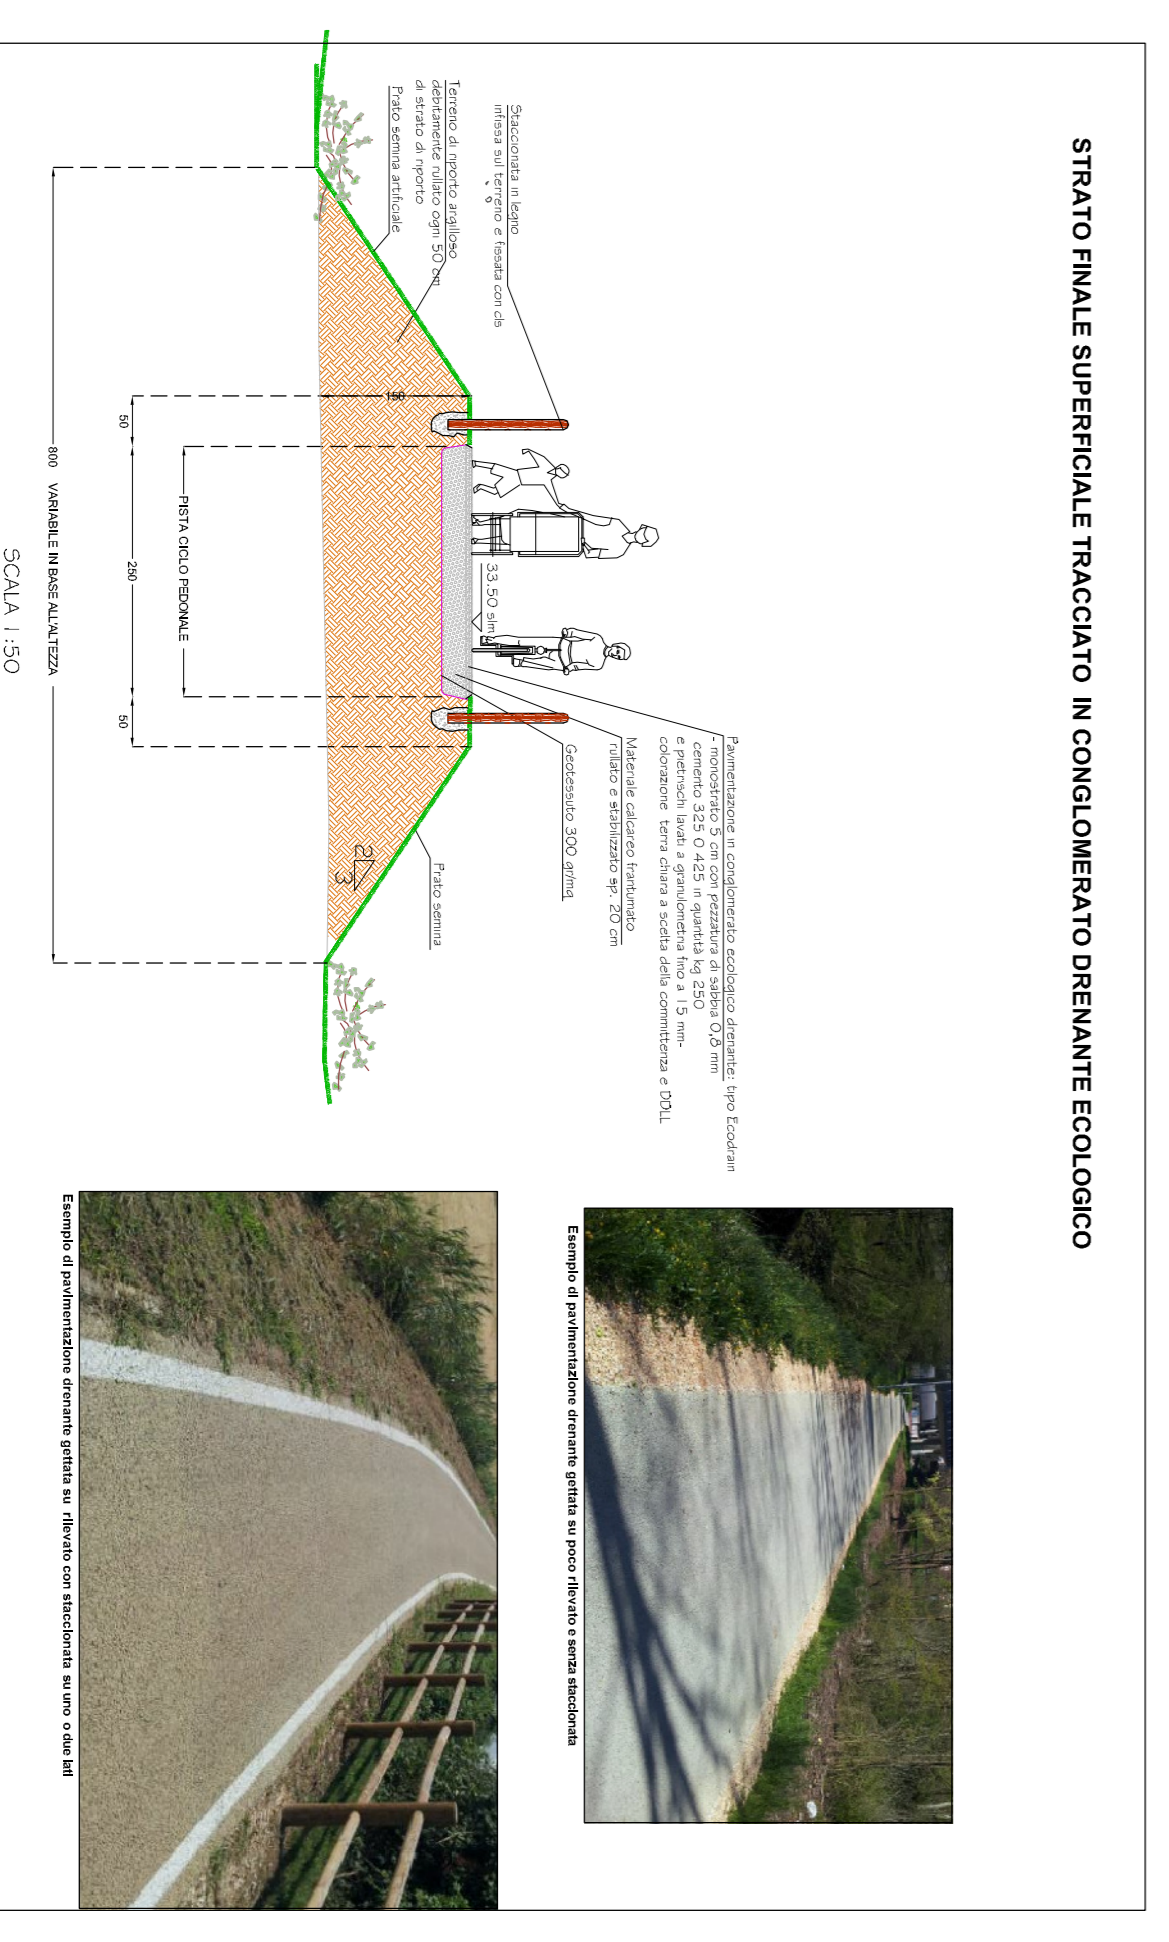 STRATO FINALE SUPERFICIALE TRACCIATO IN CONGLOMERATO DRENANTE ECOLOGICO
Staccionata in legno
infissa sul terreno e fissata con cls
Terreno di riporto argilloso
debitamente rullato ogni 50 cm
di strato di riporto
Prato semina artificiale
33.50 slm
Pavimentazione in conglomerato ecologico drenante: tipo Ecodrain
- monostrato 5 cm con pezzatura di sabbia 0,8 mm
cemento 325 O 425 in quantità kg 250
e pietrischi lavati a granulometria fino a 15 mm-
colorazione terra chiara a scelta della committenza e DDLL
Materiale calcareo frantumato
rullato e stabilizzato sp. 20 cm
Geotessuto 300 gr/mq
Prato semina
2
3
150
PISTA CICLO PEDONALE
50
250
50
800 VARIABILE IN BASE ALL'ALTEZZA
SCALA 1:50
Esempio di pavimentazione drenante gettata su poco rilevato e senza staccionata
Esempio di pavimentazione drenante gettata su rilevato con staccionata su uno o due lati